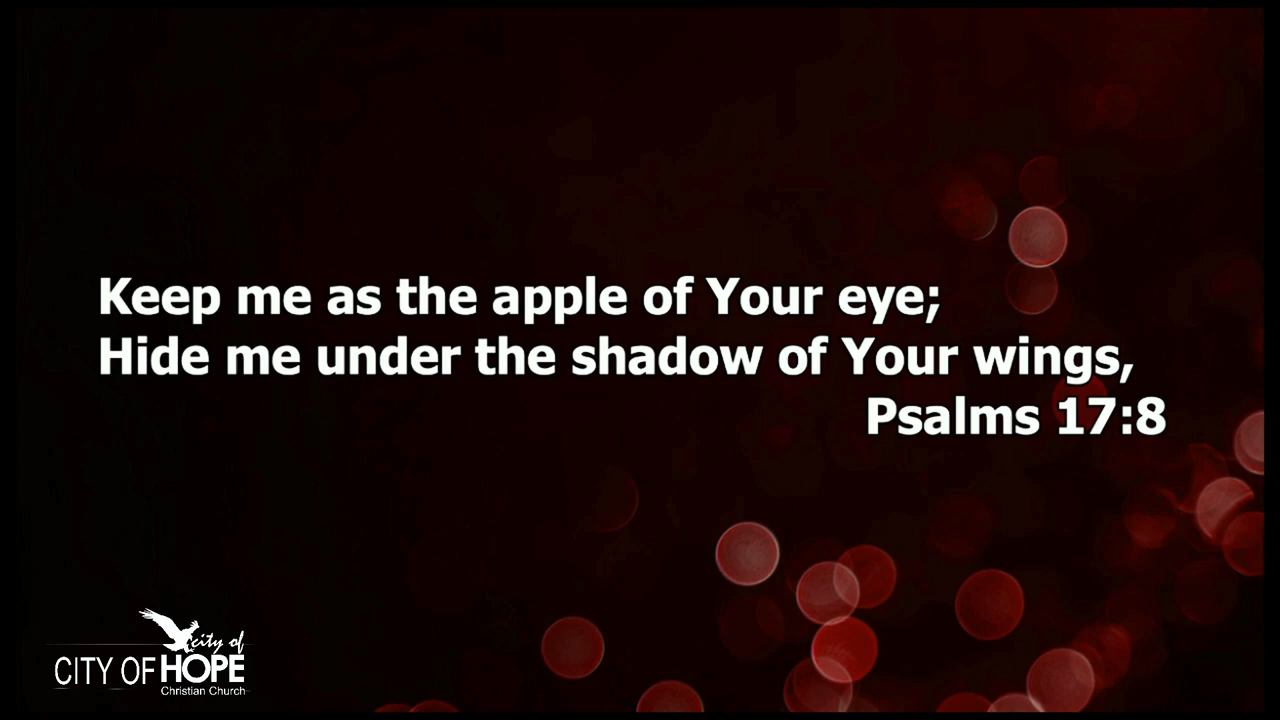 Keep me as the apple of Your eye;
Hide me under the shadow of Your wings,
Psalms 17:8
city of
CITY OF HOPE
Christian Church